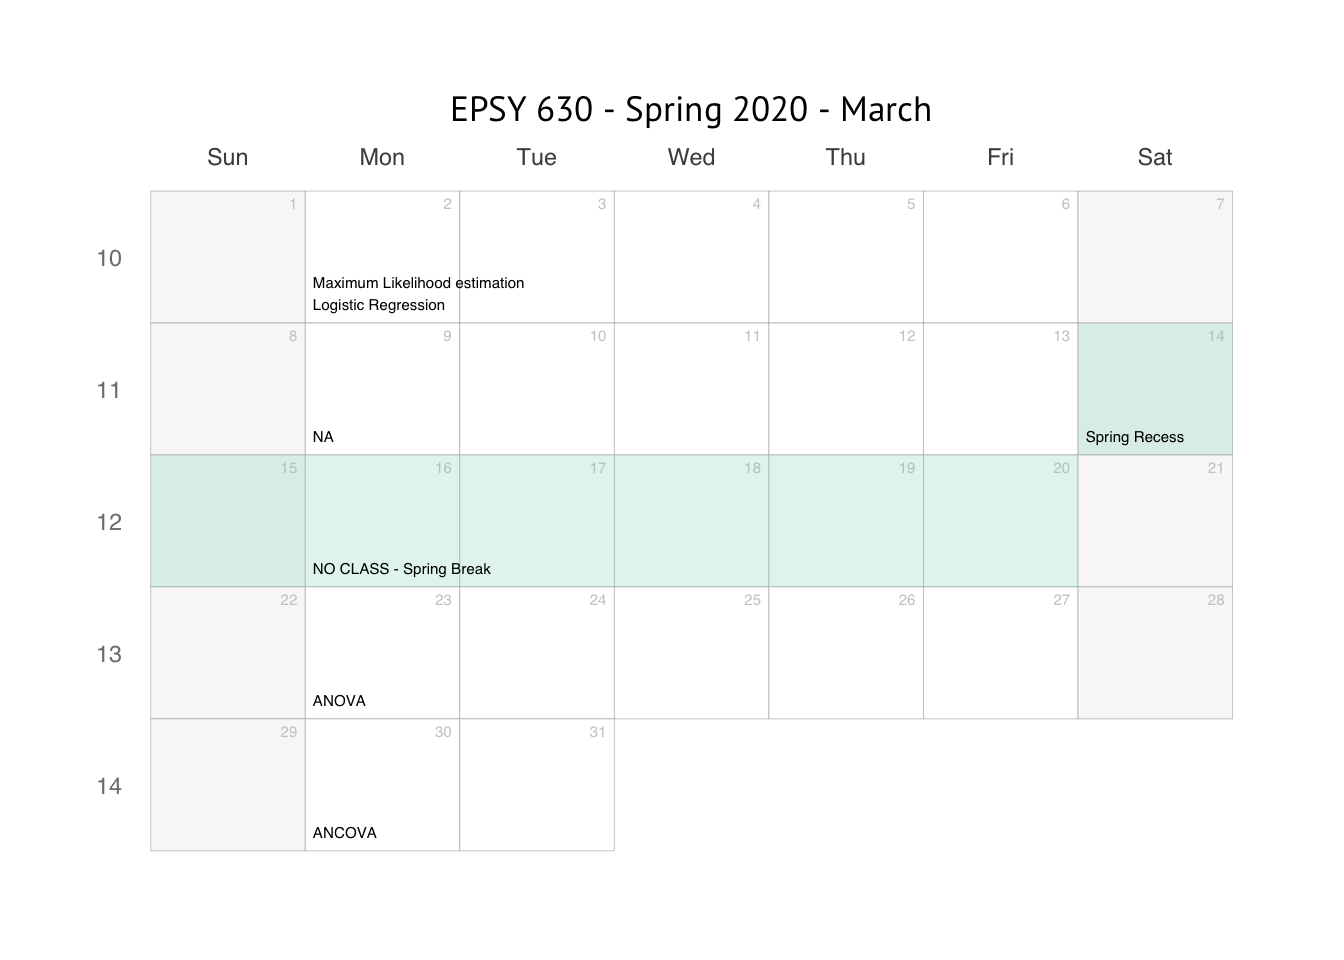 EPSY 630 - Spring 2020 - March
Sun Mon Tue Wed Thu Fri Sat
1 2 3 4 5 6 7
10
Maximum Likelihood estimation
Logistic Regression
8 9 10 11 12 13 14
11
NA Spring Recess
15 16 17 18 19 20 21
12
NO CLASS - Spring Break
22 23 24 25 26 27 28
13
ANOVA
29 30 31
14
ANCOVA